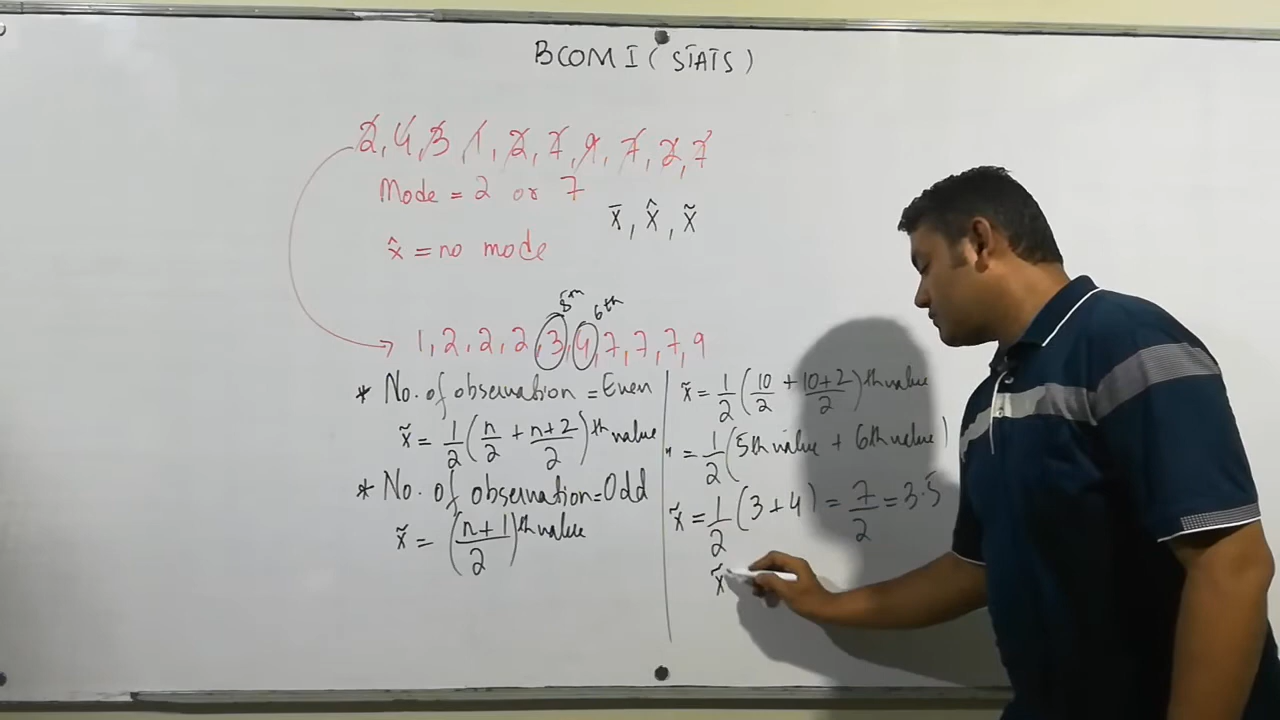 BCOM I ( STATS )
2, 4, 3, 1, 2, 7, 9, 7, 2, 7
Mode = 2 or 7
x̄, x̂, x̃
x̂ = no mode
5th 6th
1, 2, 2, 2, 3, 4, 7, 7, 7, 9
* No. of observation = Even
x̃ = 1/2 (n/2 + n+2/2)th value
* No. of observation = Odd
x̃ = (n+1/2)th value
x̃ = 1/2 (10/2 + 10+2/2)th value
" = 1/2 (5th value + 6th value)
x̃ = 1/2 (3+4) = 7/2 = 3.5
x̃